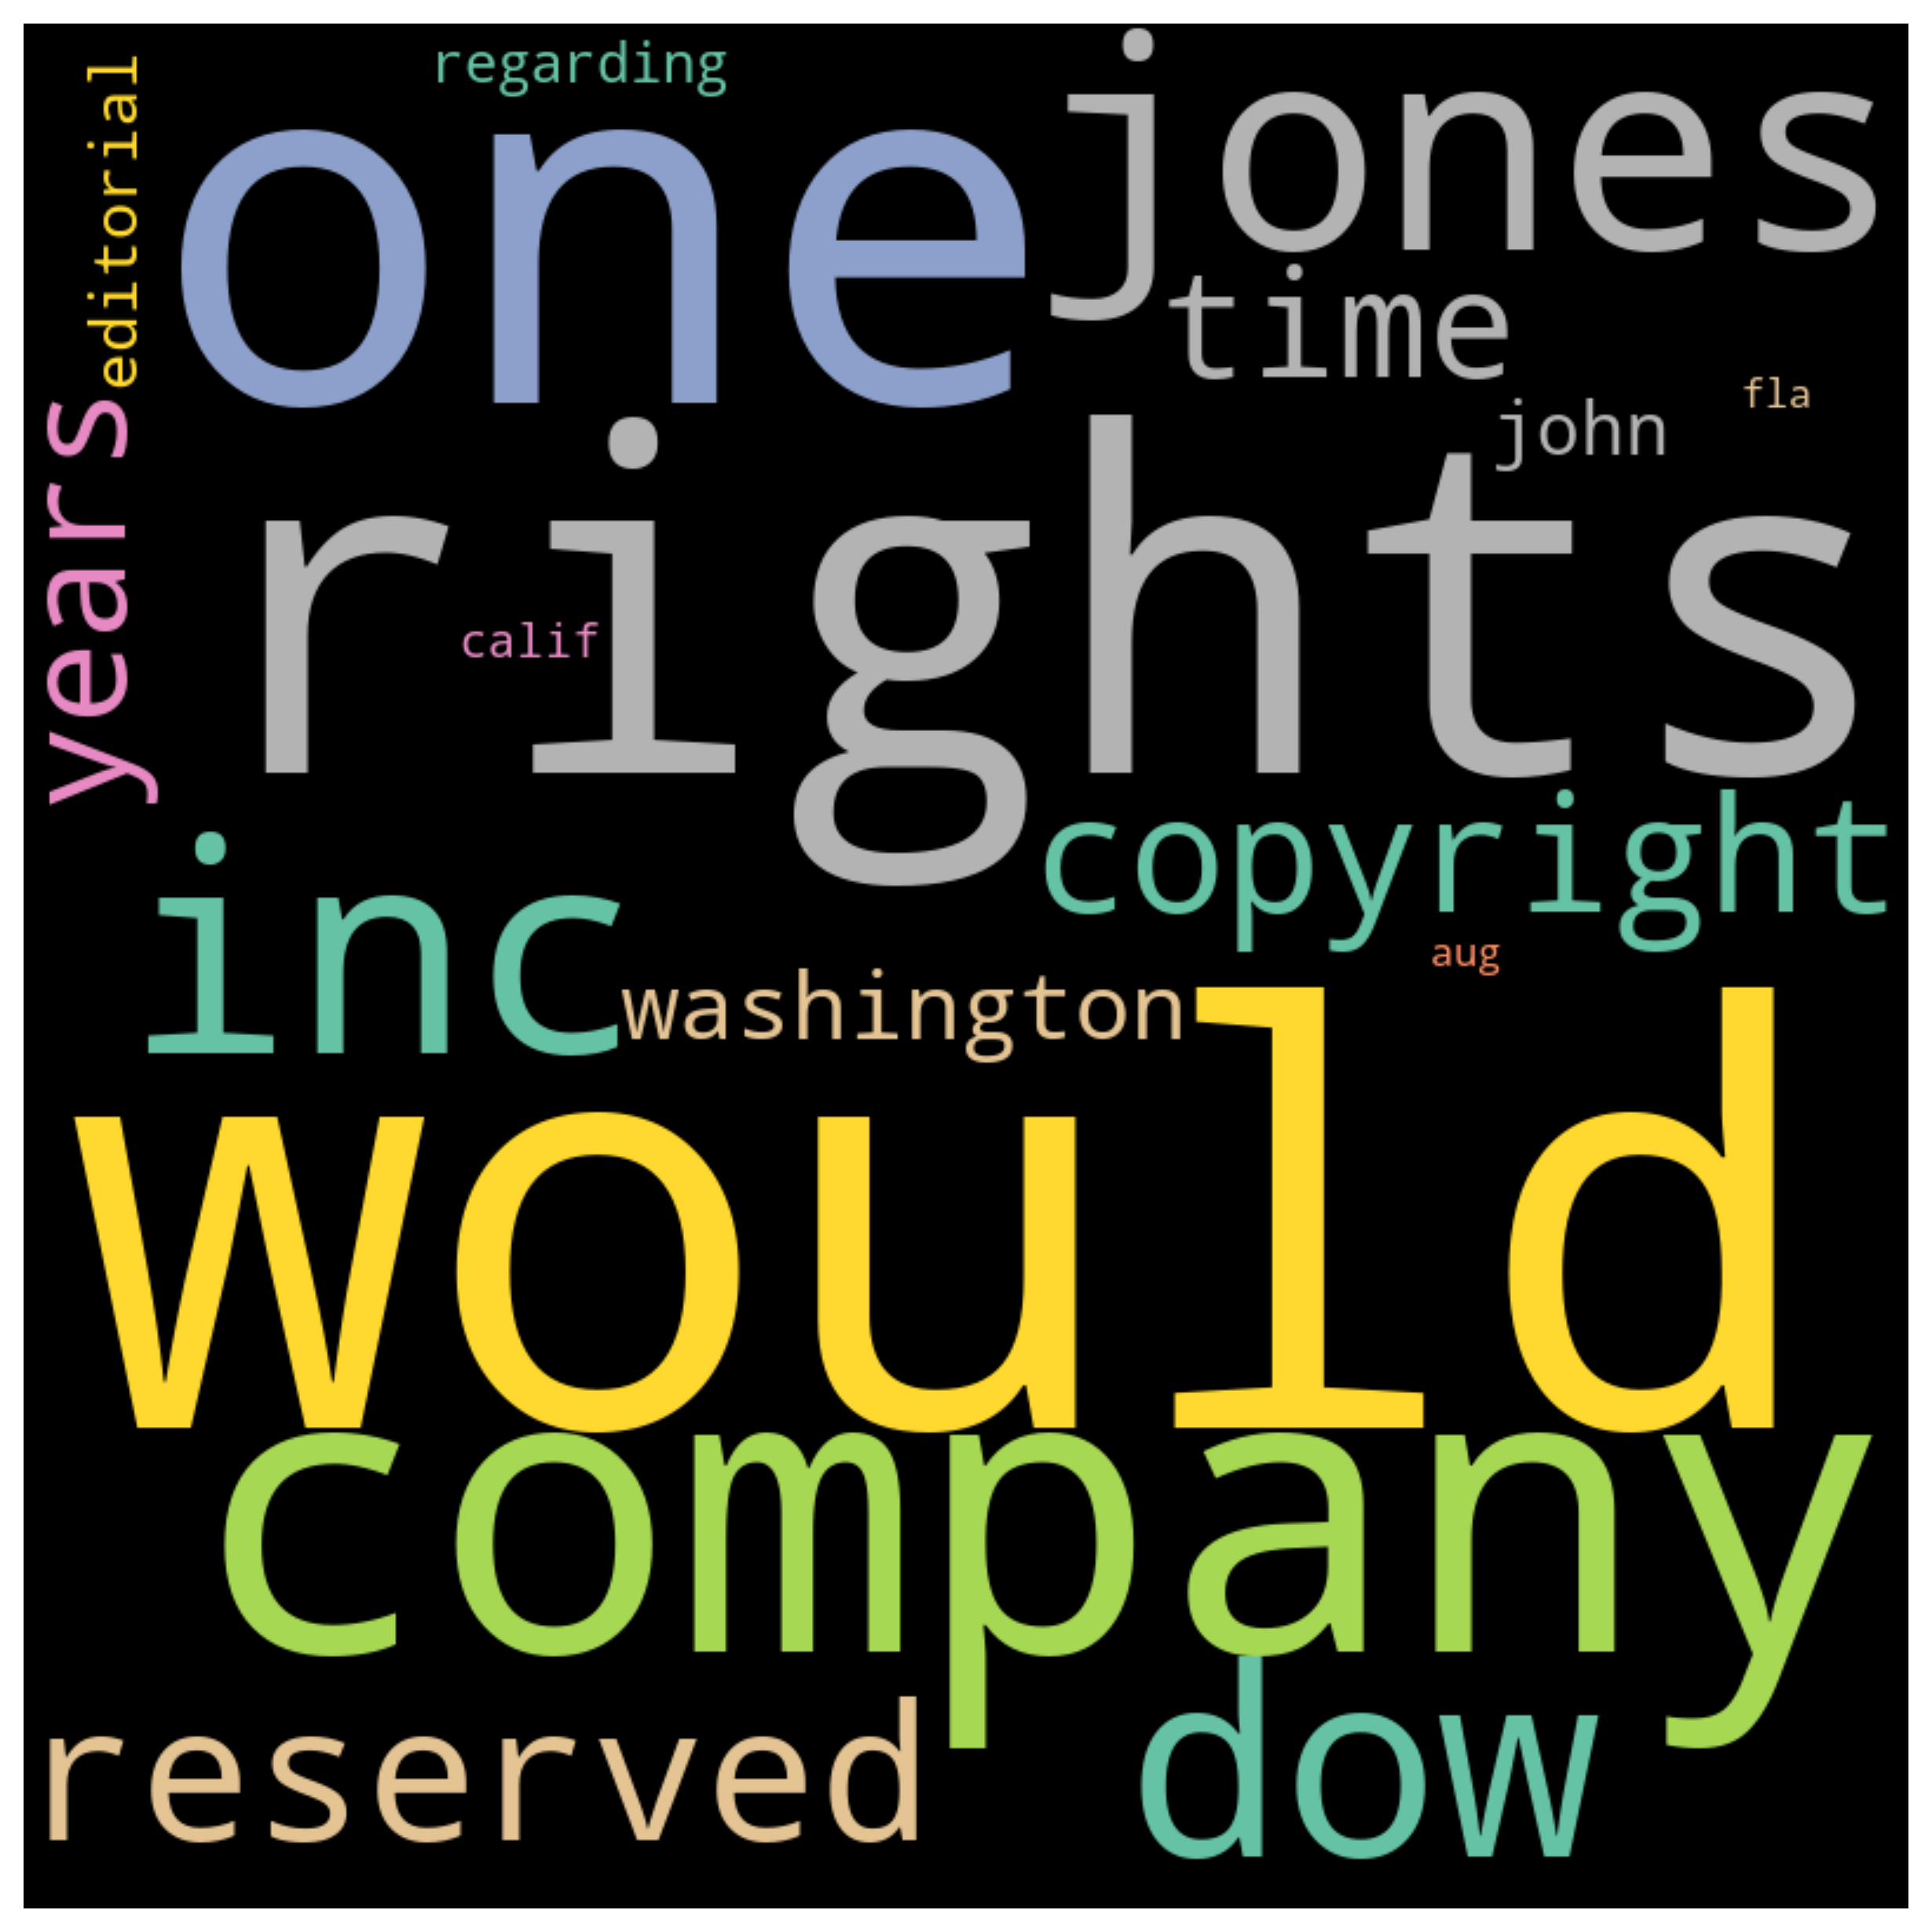 regarding
editorial
one
jones
time
fla
john
years
rights
calif
copyright
inc
aug
washington
would
company
reserved
dow